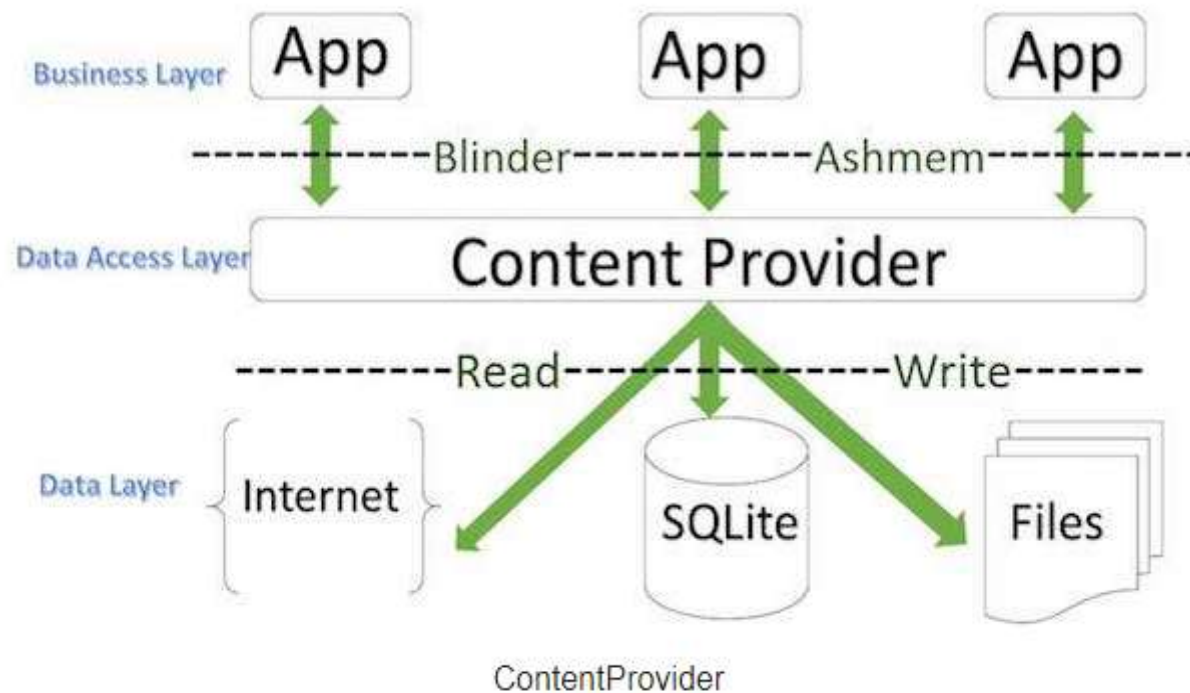 App App App
Business Layer
Blinder Ashmem
Data Access Layer Content Provider
Read Write
Data Layer Internet SQLite Files
ContentProvider